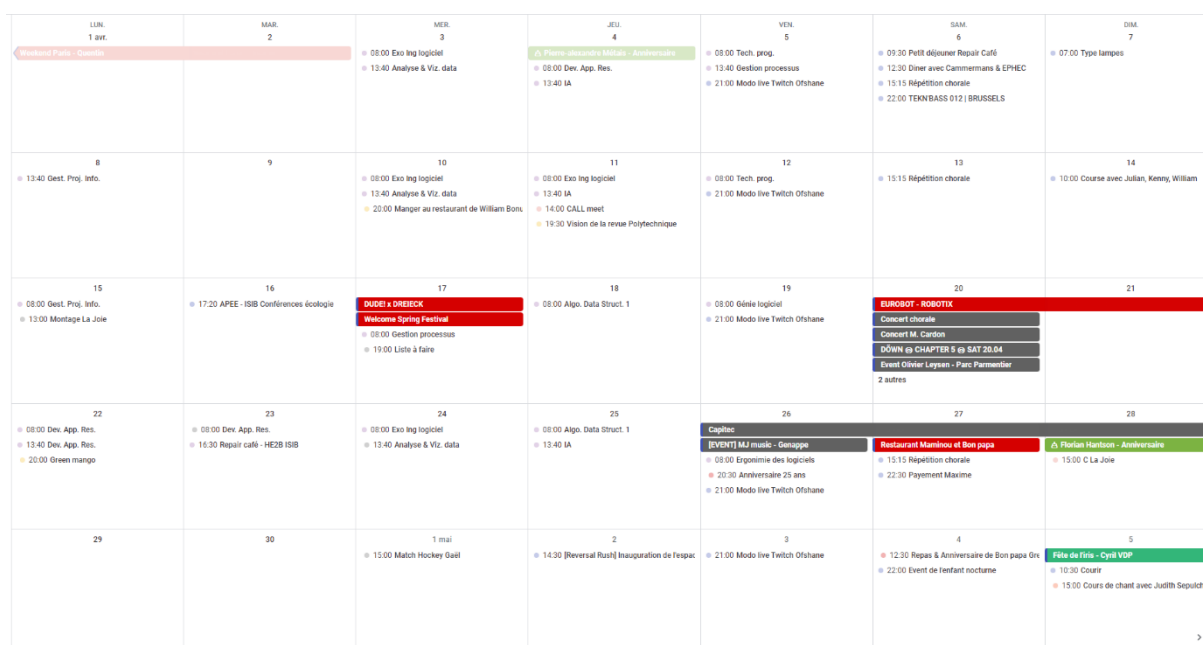 LUN. MAR. MER. JEU. VEN. SAM. DIM.
1 avr. 2 3 4 5 6 7
Weekend Paris - Quentin
08:00 Exo Ing logiciel
13:40 Analyse & Viz. data
Pierre-alexandre Métais - Anniversaire
08:00 Dev. App. Res.
13:40 IA
08:00 Tech. prog.
13:40 Gestion processus
21:00 Modo live Twitch Ofshane
09:30 Petit déjeuner Repair Café
12:30 Diner avec Cammermans & EPHEC
15:15 Répétition chorale
22:00 TEKN'BASS 012 | BRUSSELS
07:00 Type lampes
8 9 10 11 12 13 14
13:40 Gest. Proj. Info.
08:00 Exo Ing logiciel
13:40 Analyse & Viz. data
20:00 Manger au restaurant de William Bonu
08:00 Exo Ing logiciel
13:40 IA
14:00 CALL meet
19:30 Vision de la revue Polytechnique
08:00 Tech. prog.
21:00 Modo live Twitch Ofshane
15:15 Répétition chorale
10:00 Course avec Julian, Kenny, William
15 16 17 18 19 20 21
08:00 Gest. Proj. Info.
13:00 Montage La Joie
17:20 APEE - ISIB Conférences écologie
DUDE! x DREIECK
Welcome Spring Festival
08:00 Gestion processus
19:00 Liste à faire
08:00 Algo. Data Struct. 1
08:00 Génie logiciel
21:00 Modo live Twitch Ofshane
EUROBOT - ROBOTIX
Concert chorale
Concert M. Cardon
DÖWN CHAPTER 5 SAT 20.04
Event Olivier Leysen - Parc Parmentier
2 autres
22 23 24 25 26 27 28
08:00 Dev. App. Res.
13:40 Dev. App. Res.
20:00 Green mango
08:00 Dev. App. Res.
16:30 Repair café - HE2B ISIB
08:00 Exo Ing logiciel
13:40 Analyse & Viz. data
08:00 Algo. Data Struct. 1
13:40 IA
Capitec
[EVENT] MJ music - Genappe
08:00 Ergonimie des logiciels
20:30 Anniversaire 25 ans
21:00 Modo live Twitch Ofshane
Restaurant Maminou et Bon papa
15:15 Répétition chorale
22:30 Payement Maxime
Florian Hantson - Anniversaire
15:00 C La Joie
29 30 1 mai 2 3 4 5
15:00 Match Hockey Gaël
14:30 [Reversal Rush] Inauguration de l'espac
21:00 Modo live Twitch Ofshane
12:30 Repas & Anniversaire de Bon papa Gre
22:00 Event de l'enfant nocturne
Fête de l'iris - Cyril VDP
10:30 Courir
15:00 Cours de chant avec Judith Sepulch